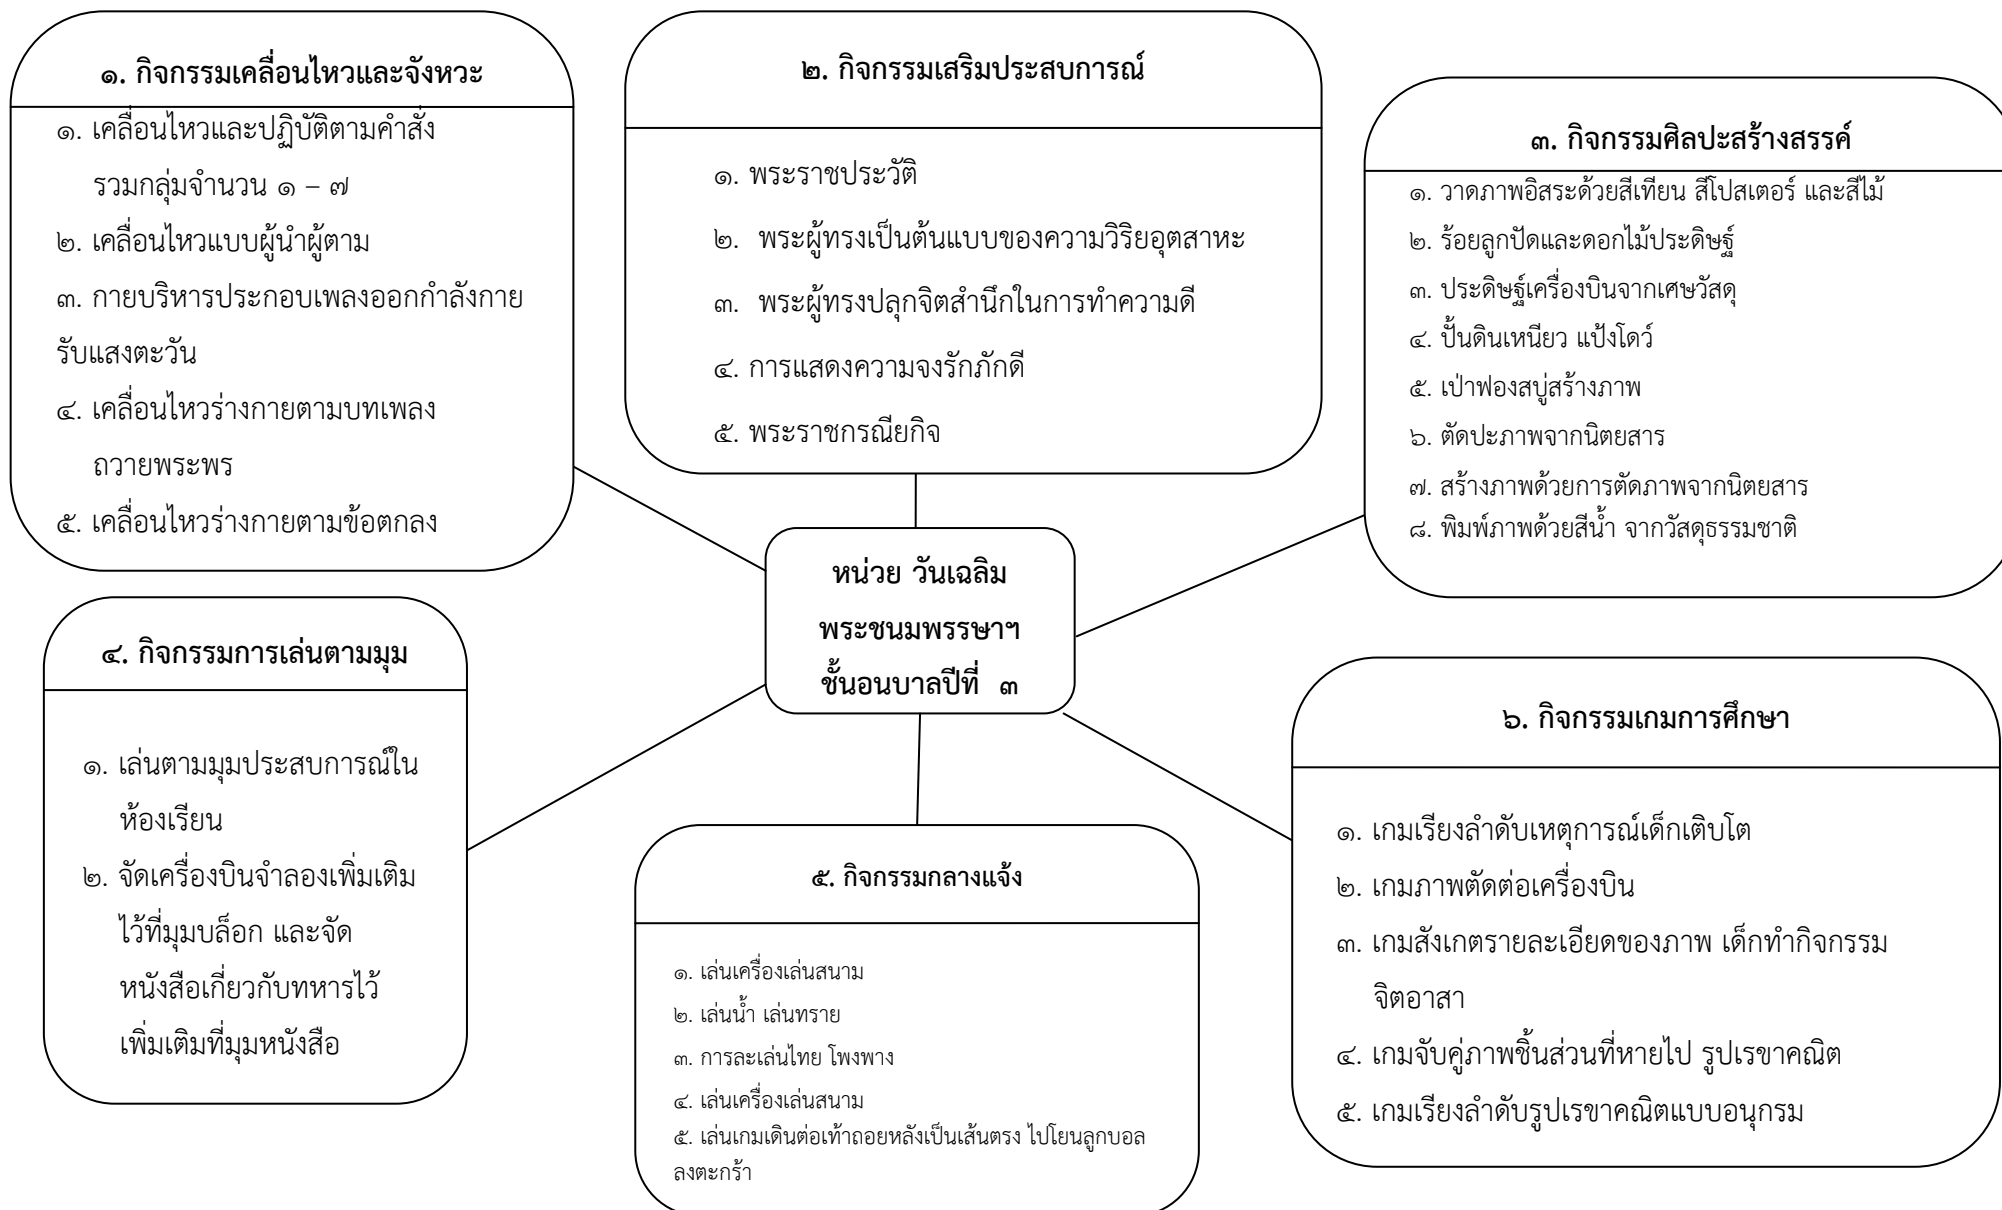 ๑. กิจกรรมเคลื่อนไหวและจังหวะ
๑. เคลื่อนไหวและปฏิบัติตามคำสั่ง
รวมกลุ่มจำนวน ๑ – ๗
๒. เคลื่อนไหวแบบผู้นำผู้ตาม
๓. กายบริหารประกอบเพลงออกกำลังกาย
รับแสงตะวัน
๔. เคลื่อนไหวร่างกายตามบทเพลง
ถวายพระพร
๕. เคลื่อนไหวร่างกายตามข้อตกลง
๒. กิจกรรมเสริมประสบการณ์
๑. พระราชประวัติ
๒. พระผู้ทรงเป็นต้นแบบของความวิริยอุตสาหะ
๓. พระผู้ทรงปลุกจิตสำนึกในการทำความดี
๔. การแสดงความจงรักภักดี
๕. พระราชกรณียกิจ
๓. กิจกรรมศิลปะสร้างสรรค์
๑. วาดภาพอิสระด้วยสีเทียน สีโปสเตอร์ และสีไม้
๒. ร้อยลูกปัดและดอกไม้ประดิษฐ์
๓. ประดิษฐ์เครื่องบินจากเศษวัสดุ
๔. ปั้นดินเหนียว แป้งโดว์
๕. เป่าฟองสบู่สร้างภาพ
๖. ตัดปะภาพจากนิตยสาร
๗. สร้างภาพด้วยการตัดภาพจากนิตยสาร
๘. พิมพ์ภาพด้วยสีน้ำ จากวัสดุธรรมชาติ
หน่วย วันเฉลิม
พระชนมพรรษาฯ
ชั้นอนบาลปีที่ ๓
๔. กิจกรรมการเล่นตามมุม
๑. เล่นตามมุมประสบการณ์ใน
ห้องเรียน
๒. จัดเครื่องบินจำลองเพิ่มเติม
ไว้ที่มุมบล็อก และจัด
หนังสือเกี่ยวกับทหารไว้
เพิ่มเติมที่มุมหนังสือ
๕. กิจกรรมกลางแจ้ง
๑. เล่นเครื่องเล่นสนาม
๒. เล่นน้ำ เล่นทราย
๓. การละเล่นไทย โพงพาง
๔. เล่นเครื่องเล่นสนาม
๕. เล่นเกมเดินต่อเท้าถอยหลังเป็นเส้นตรง ไปโยนลูกบอล
ลงตะกร้า
๖. กิจกรรมเกมการศึกษา
๑. เกมเรียงลำดับเหตุการณ์เด็กเติบโต
๒. เกมภาพตัดต่อเครื่องบิน
๓. เกมสังเกตรายละเอียดของภาพ เด็กทำกิจกรรม
จิตอาสา
๔. เกมจับคู่ภาพชิ้นส่วนที่หายไป รูปเรขาคณิต
๕. เกมเรียงลำดับรูปเรขาคณิตแบบอนุกรม